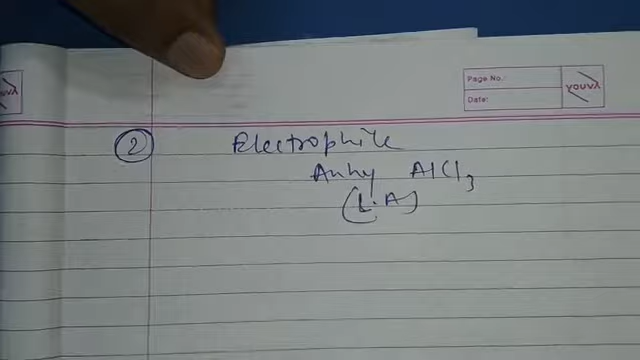 Page No.:
Date:
youva
2 Electrophile
Anhy AlCl3
(L.A)